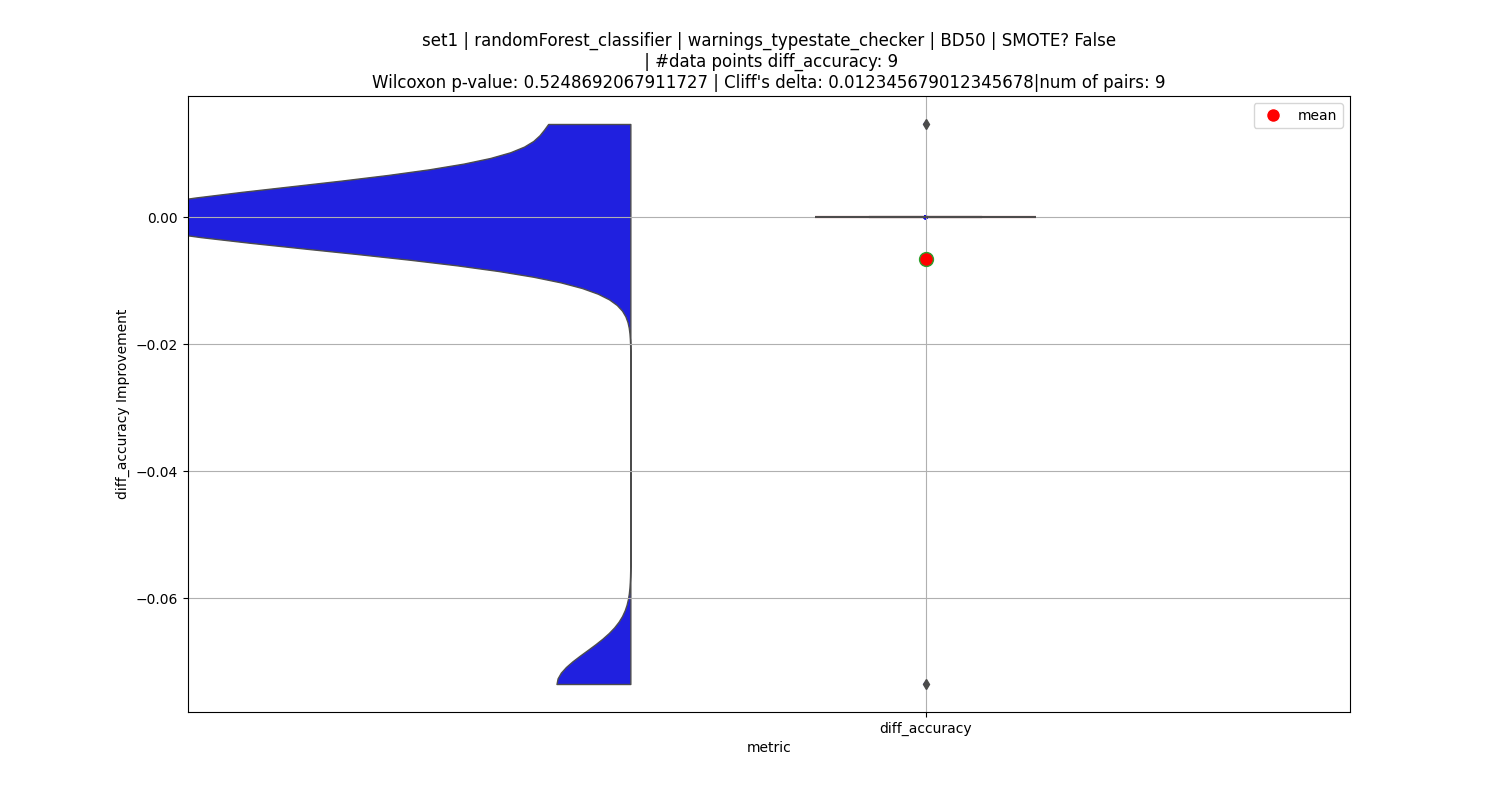 set1 | randomForest_classifier | warnings_typestate_checker | BD50 | SMOTE? False
| #data points diff_accuracy: 9
Wilcoxon p-value: 0.5248692067911727 | Cliff's delta: 0.012345679012345678|num of pairs: 9
mean
0.00
−0.02
−0.04
−0.06
diff_accuracy Improvement
diff_accuracy
metric